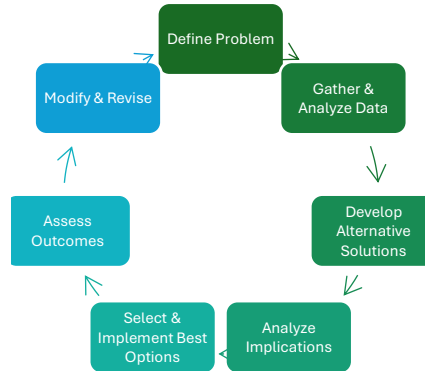 Define Problem
Gather &
Analyze Data
Develop
Alternative
Solutions
Analyze
Implications
Select &
Implement Best
Options
Assess
Outcomes
Modify & Revise